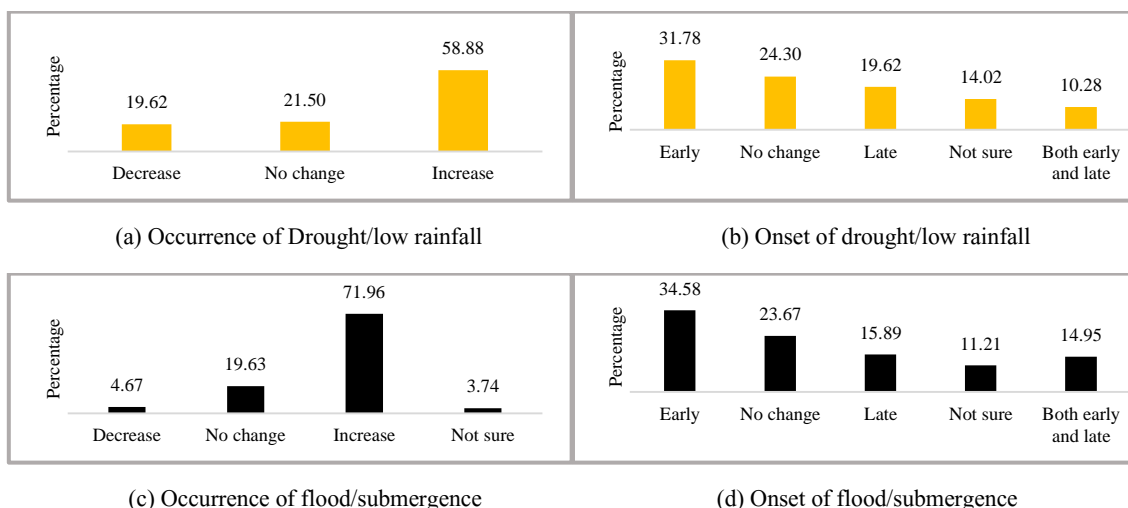 58.88
19.62
21.50
Percentage
Decrease
No change
Increase
31.78
24.30
19.62
14.02
10.28
Percentage
Early
No change
Late
Not sure
Both early
and late
(a) Occurrence of Drought/low rainfall
(b) Onset of drought/low rainfall
71.96
19.63
4.67
3.74
Percentage
Decrease
No change
Increase
Not sure
34.58
23.67
15.89
11.21
14.95
Percentage
Early
No change
Late
Not sure
Both early
and late
(c) Occurrence of flood/submergence
(d) Onset of flood/submergence